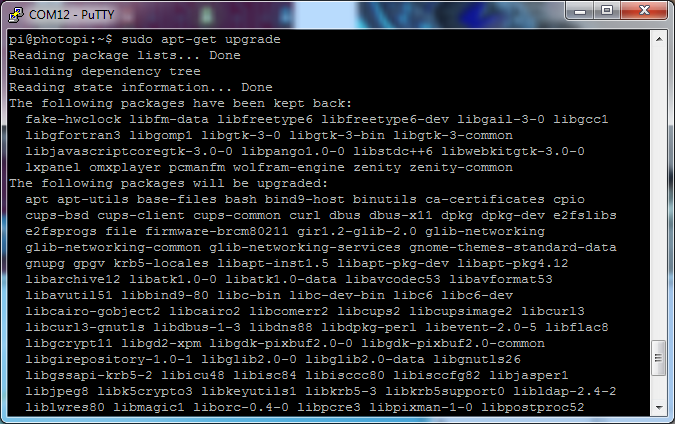 COM12 - PuTTY
pi@photopi:~$ sudo apt-get upgrade
Reading package lists... Done
Building dependency tree
Reading state information... Done
The following packages have been kept back:
  fake-hwclock libfm-data libfreetype6 libfreetype6-dev libgail-3-0 libgcc1
  libgfortran3 libgomp1 libgtk-3-0 libgtk-3-bin libgtk-3-common
  libjavascriptcoregtk-3.0-0 libpango1.0-0 libstdc++6 libwebkitgtk-3.0-0
  lxpanel omxplayer pcmanfm wolfram-engine zenity zenity-common
The following packages will be upgraded:
  apt apt-utils base-files bash bind9-host binutils ca-certificates cpio
  cups-bsd cups-client cups-common curl dbus dbus-x11 dpkg dpkg-dev e2fslibs
  e2fsprogs file firmware-brcm80211 gir1.2-glib-2.0 glib-networking
  glib-networking-common glib-networking-services gnome-themes-standard-data
  gnupg gpgv krb5-locales libapt-inst1.5 libapt-pkg-dev libapt-pkg4.12
  libarchive12 libatk1.0-0 libatk1.0-data libavcodec53 libavformat53
  libavutil51 libbind9-80 libc-bin libc-dev-bin libc6 libc6-dev
  libcairo-gobject2 libcairo2 libcomerr2 libcups2 libcupsimage2 libcurl3
  libcurl3-gnutls libdbus-1-3 libdns88 libdpkg-perl libevent-2.0-5 libflac8
  libgcrypt11 libgd2-xpm libgdk-pixbuf2.0-0 libgdk-pixbuf2.0-common
  libgirepository-1.0-1 libglib2.0-0 libglib2.0-data libgnutls26
  libgssapi-krb5-2 libicu48 libisc84 libisccc80 libisccfg82 libjasper1
  libjpeg8 libk5crypto3 libkeyutils1 libkrb5-3 libkrb5support0 libldap-2.4-2
  liblwres80 libmagic1 liborc-0.4-0 libpcre3 libpixman-1-0 libpostproc52